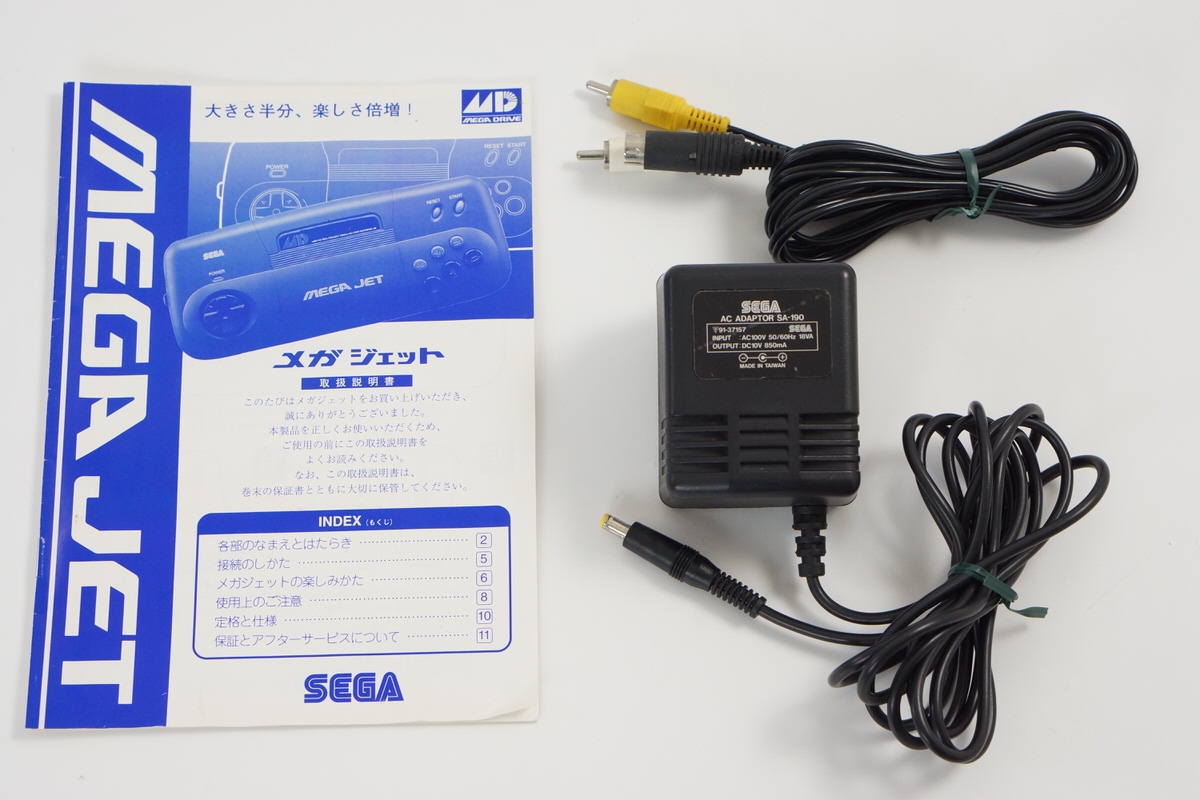 大きさ半分、楽しさ倍増!
MD
MEGA DRIVE
MEGA JET
POWER
RESET START
RESET
START
SEGA
POWER
MEGA JET
メガ ジェット
取扱説明書
このたびはメガジェットをお買い上げいただき、
誠にありがとうございました。
本製品を正しくお使いいただくため、
ご使用の前にこの取扱説明書を
よくお読みください。
なお、この取扱説明書は、
巻末の保証書とともに大切に保管してください。
INDEX (もくじ)
各部のなまえとはたらき 2
接続のしかた 5
メガジェットの楽しみかた 6
使用上のご注意 8
定格と仕様 10
保証とアフターサービスについて 11
SEGA
SEGA
AC ADAPTOR SA-190
〒91-37157 SEGA
INPUT :AC100V 50/60Hz 18VA
OUTPUT:DC10V 850mA
MADE IN TAIWAN